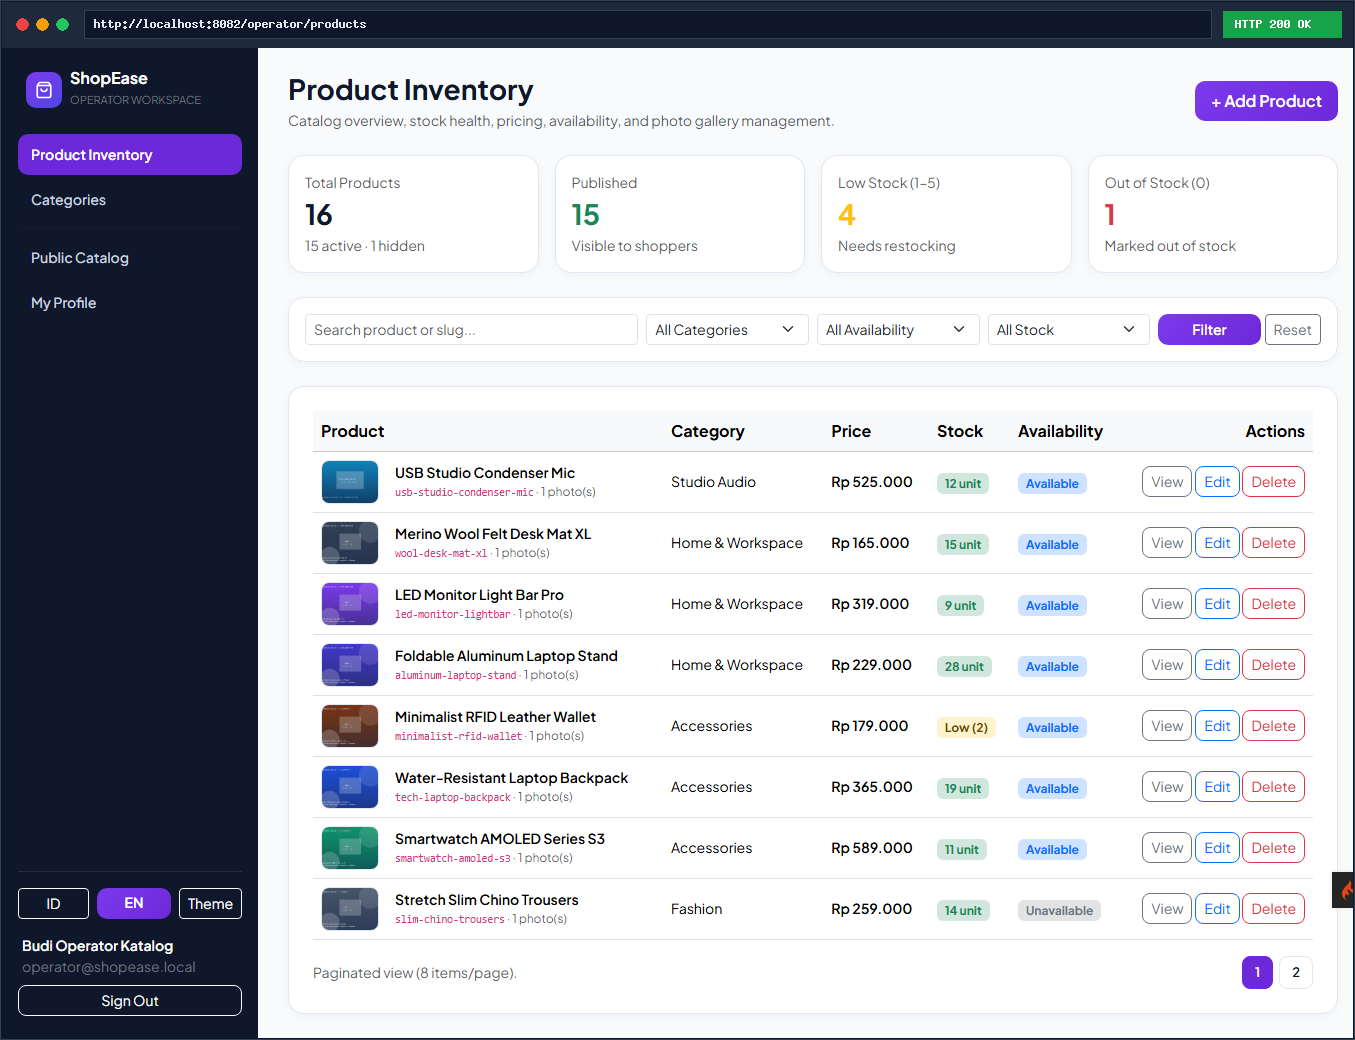 http://localhost:8082/operator/products
HTTP 200 OK
ShopEase
OPERATOR WORKSPACE
Product Inventory
Categories
Public Catalog
My Profile
ID
EN
Theme
Budi Operator Katalog
operator@shopease.local
Sign Out
Product Inventory
Catalog overview, stock health, pricing, availability, and photo gallery management.
+ Add Product
Total Products
16
15 active · 1 hidden
Published
15
Visible to shoppers
Low Stock (1–5)
4
Needs restocking
Out of Stock (0)
1
Marked out of stock
Search product or slug...
All Categories
All Availability
All Stock
Filter
Reset
Product Category Price Stock Availability Actions
USB Studio Condenser Mic
usb-studio-condenser-mic · 1 photo(s)
Studio Audio Rp 525.000 12 unit Available View Edit Delete
Merino Wool Felt Desk Mat XL
wool-desk-mat-xl · 1 photo(s)
Home & Workspace Rp 165.000 15 unit Available View Edit Delete
LED Monitor Light Bar Pro
led-monitor-lightbar · 1 photo(s)
Home & Workspace Rp 319.000 9 unit Available View Edit Delete
Foldable Aluminum Laptop Stand
aluminum-laptop-stand · 1 photo(s)
Home & Workspace Rp 229.000 28 unit Available View Edit Delete
Minimalist RFID Leather Wallet
minimalist-rfid-wallet · 1 photo(s)
Accessories Rp 179.000 Low (2) Available View Edit Delete
Water-Resistant Laptop Backpack
tech-laptop-backpack · 1 photo(s)
Accessories Rp 365.000 19 unit Available View Edit Delete
Smartwatch AMOLED Series S3
smartwatch-amoled-s3 · 1 photo(s)
Accessories Rp 589.000 11 unit Available View Edit Delete
Stretch Slim Chino Trousers
slim-chino-trousers · 1 photo(s)
Fashion Rp 259.000 14 unit Unavailable View Edit Delete
Paginated view (8 items/page).
1
2